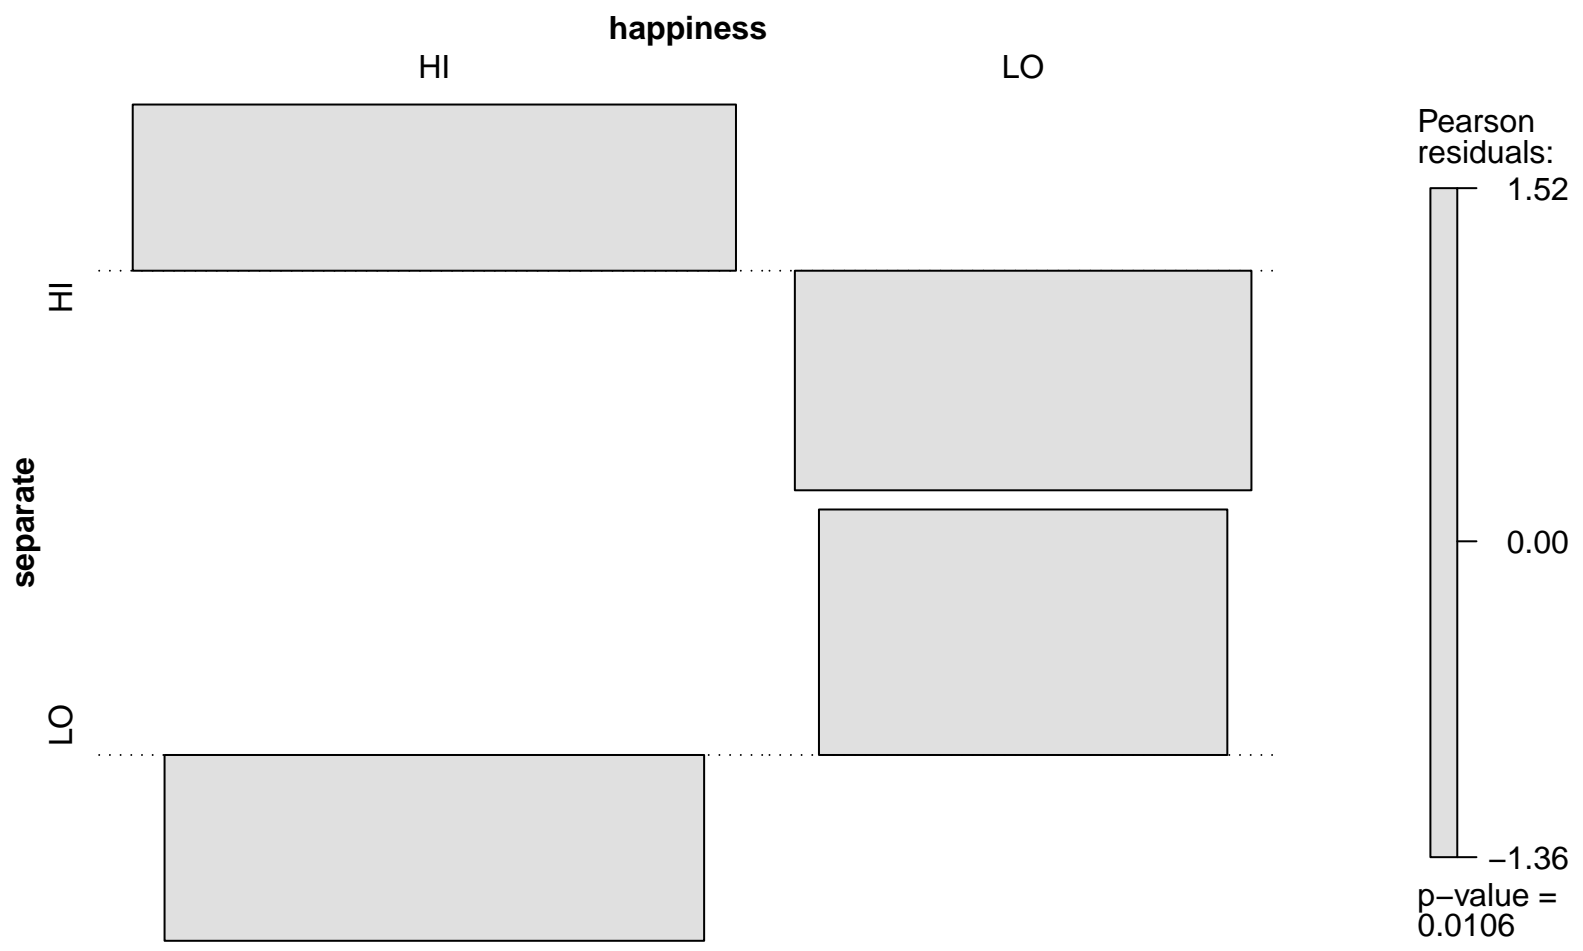 happiness
HI
LO
HI
separate
LO
Pearson
residuals:
1.52
0.00
−1.36
p−value =
0.0106